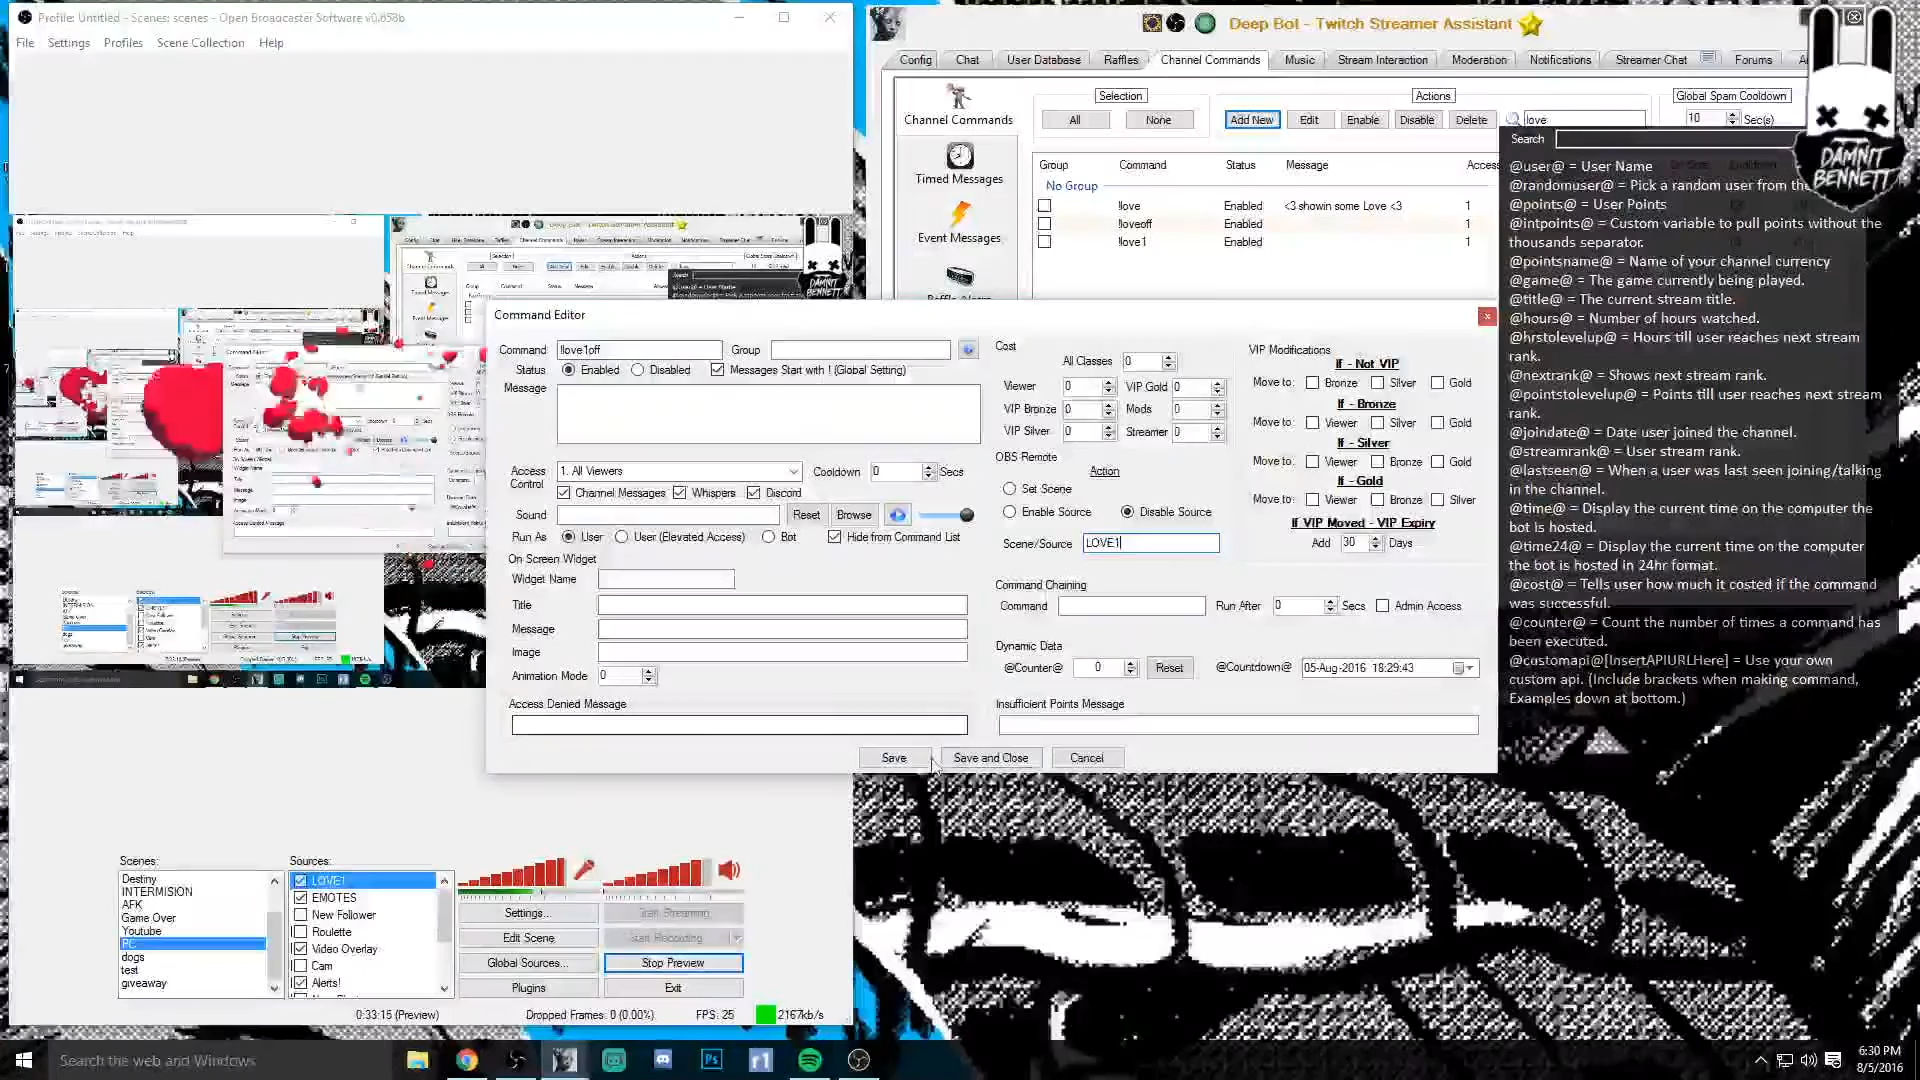 Profile: Untitled - Scenes: scenes - Open Broadcaster Software v0.658b
File Settings Profiles Scene Collection Help
Deep Bot - Twitch Streamer Assistant
Config Chat User Database Raffles Channel Commands Music Stream Interaction Moderation Notifications Streamer Chat Forums
Channel Commands
Timed Messages
Event Messages
Selection
All None
Actions
Add New Edit Enable Disable Delete
love
Global Spam Cooldown
10 Sec(s)
Group Command Status Message Access
No Group
!love Enabled <3 showin some Love <3 1
!loveoff Enabled 1
!love1 Enabled 1
DAMNIT
BENNETT
Search
@user@ = User Name
@randomuser@ = Pick a random user from the
@points@ = User Points
@intpoints@ = Custom variable to pull points without the
thousands separator.
@pointsname@ = Name of your channel currency
@game@ = The game currently being played.
@title@ = The current stream title.
@hours@ = Number of hours watched.
@hrstolevelup@ = Hours till user reaches next stream
rank.
@nextrank@ = Shows next stream rank.
@pointstolevelup@ = Points till user reaches next stream
rank.
@joindate@ = Date user joined the channel.
@streamrank@ = User stream rank.
@lastseen@ = When a user was last seen joining/talking
in the channel.
@time@ = Display the current time on the computer the
bot is hosted.
@time24@ = Display the current time on the computer
the bot is hosted in 24hr format.
@cost@ = Tells user how much it costed if the command
was successful.
@counter@ = Count the number of times a command has
been executed.
@customapi@[InsertAPIURLHere] = Use your own
custom api. (Include brackets when making command,
Examples down at bottom.)
Command Editor
Command: !love1off Group
Status Enabled Disabled Messages Start with ! (Global Setting)
Message
Access Control 1. All Viewers Cooldown 0 Secs
Channel Messages Whispers Discord
Sound Reset Browse
Run As User User (Elevated Access) Bot Hide from Command List
On Screen Widget
Widget Name
Title
Message
Image
Animation Mode 0
Access Denied Message
Cost
All Classes 0
Viewer 0 VIP Gold 0
VIP Bronze 0 Mods 0
VIP Silver 0 Streamer 0
OBS Remote
Action
Set Scene
Enable Source Disable Source
Scene/Source LOVE1
Command Chaining
Command Run After 0 Secs Admin Access
Dynamic Data
@Counter@ 0 Reset @Countdown@ 05-Aug-2016 18:29:43
Insufficient Points Message
VIP Modifications
If - Not VIP
Move to: Bronze Silver Gold
If - Bronze
Move to: Viewer Silver Gold
If - Silver
Move to: Viewer Bronze Gold
If - Gold
Move to: Viewer Bronze Silver
If VIP Moved - VIP Expiry
Add 30 Days
Save Save and Close Cancel
Scenes:
Destiny
INTERMISION
AFK
Game Over
Youtube
PC
dogs
test
giveaway
Sources:
LOVE1
EMOTES
New Follower
Roulette
Video Overlay
Cam
Alerts!
Settings... Start Streaming
Edit Scene Start Recording
Global Sources... Stop Preview
Plugins Exit
0:33:15 (Preview) Dropped Frames: 0 (0.00%) FPS: 25 2167kb/s
Search the web and Windows
Ps
r1
6:30 PM
8/5/2016